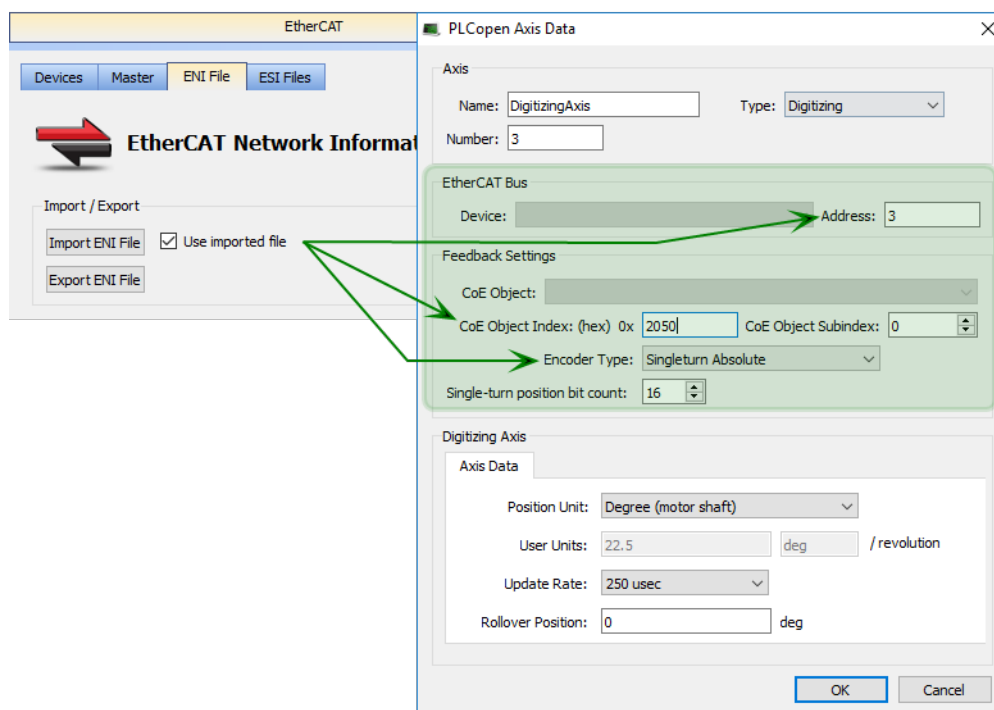 EtherCAT
Devices
Master
ENI File
ESI Files
EtherCAT Network Informat
Import / Export
Import ENI File
Use imported file
Export ENI File
PLCopen Axis Data
Axis
Name: DigitizingAxis Type: Digitizing
Number: 3
EtherCAT Bus
Device: Address: 3
Feedback Settings
CoE Object:
CoE Object Index: (hex) 0x 2050 CoE Object Subindex: 0
Encoder Type: Singleturn Absolute
Single-turn position bit count: 16
Digitizing Axis
Axis Data
Position Unit: Degree (motor shaft)
User Units: 22.5 deg / revolution
Update Rate: 250 usec
Rollover Position: 0 deg
OK Cancel